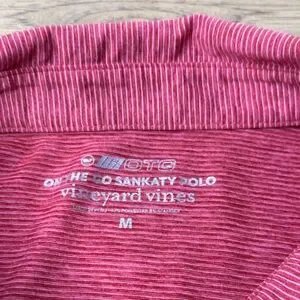 OTG
ON THE GO SANKATY POLO
vineyard vines
M